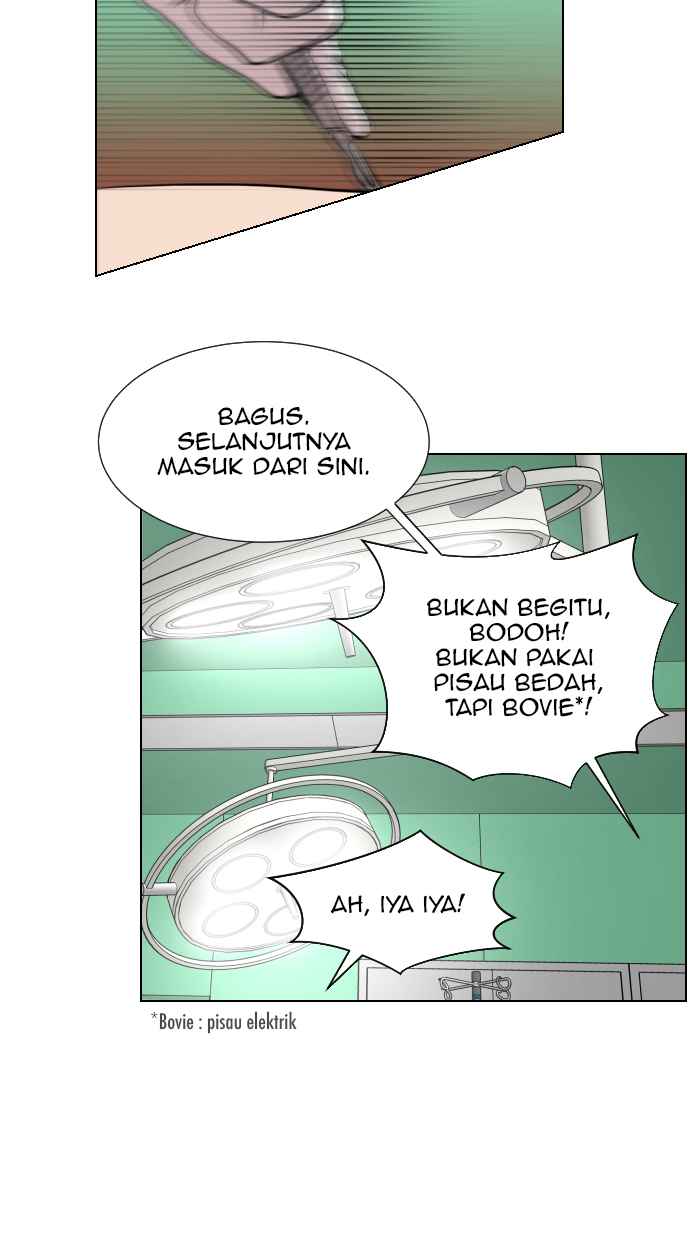 BAGUS.
SELANJUTNYA
MASUK DARI SINI.
BUKAN BEGITU,
BODOH!
BUKAN PAKAI
PISAU BEDAH,
TAPI BOVIE*!
AH, IYA IYA!
*Bovie : pisau elektrik